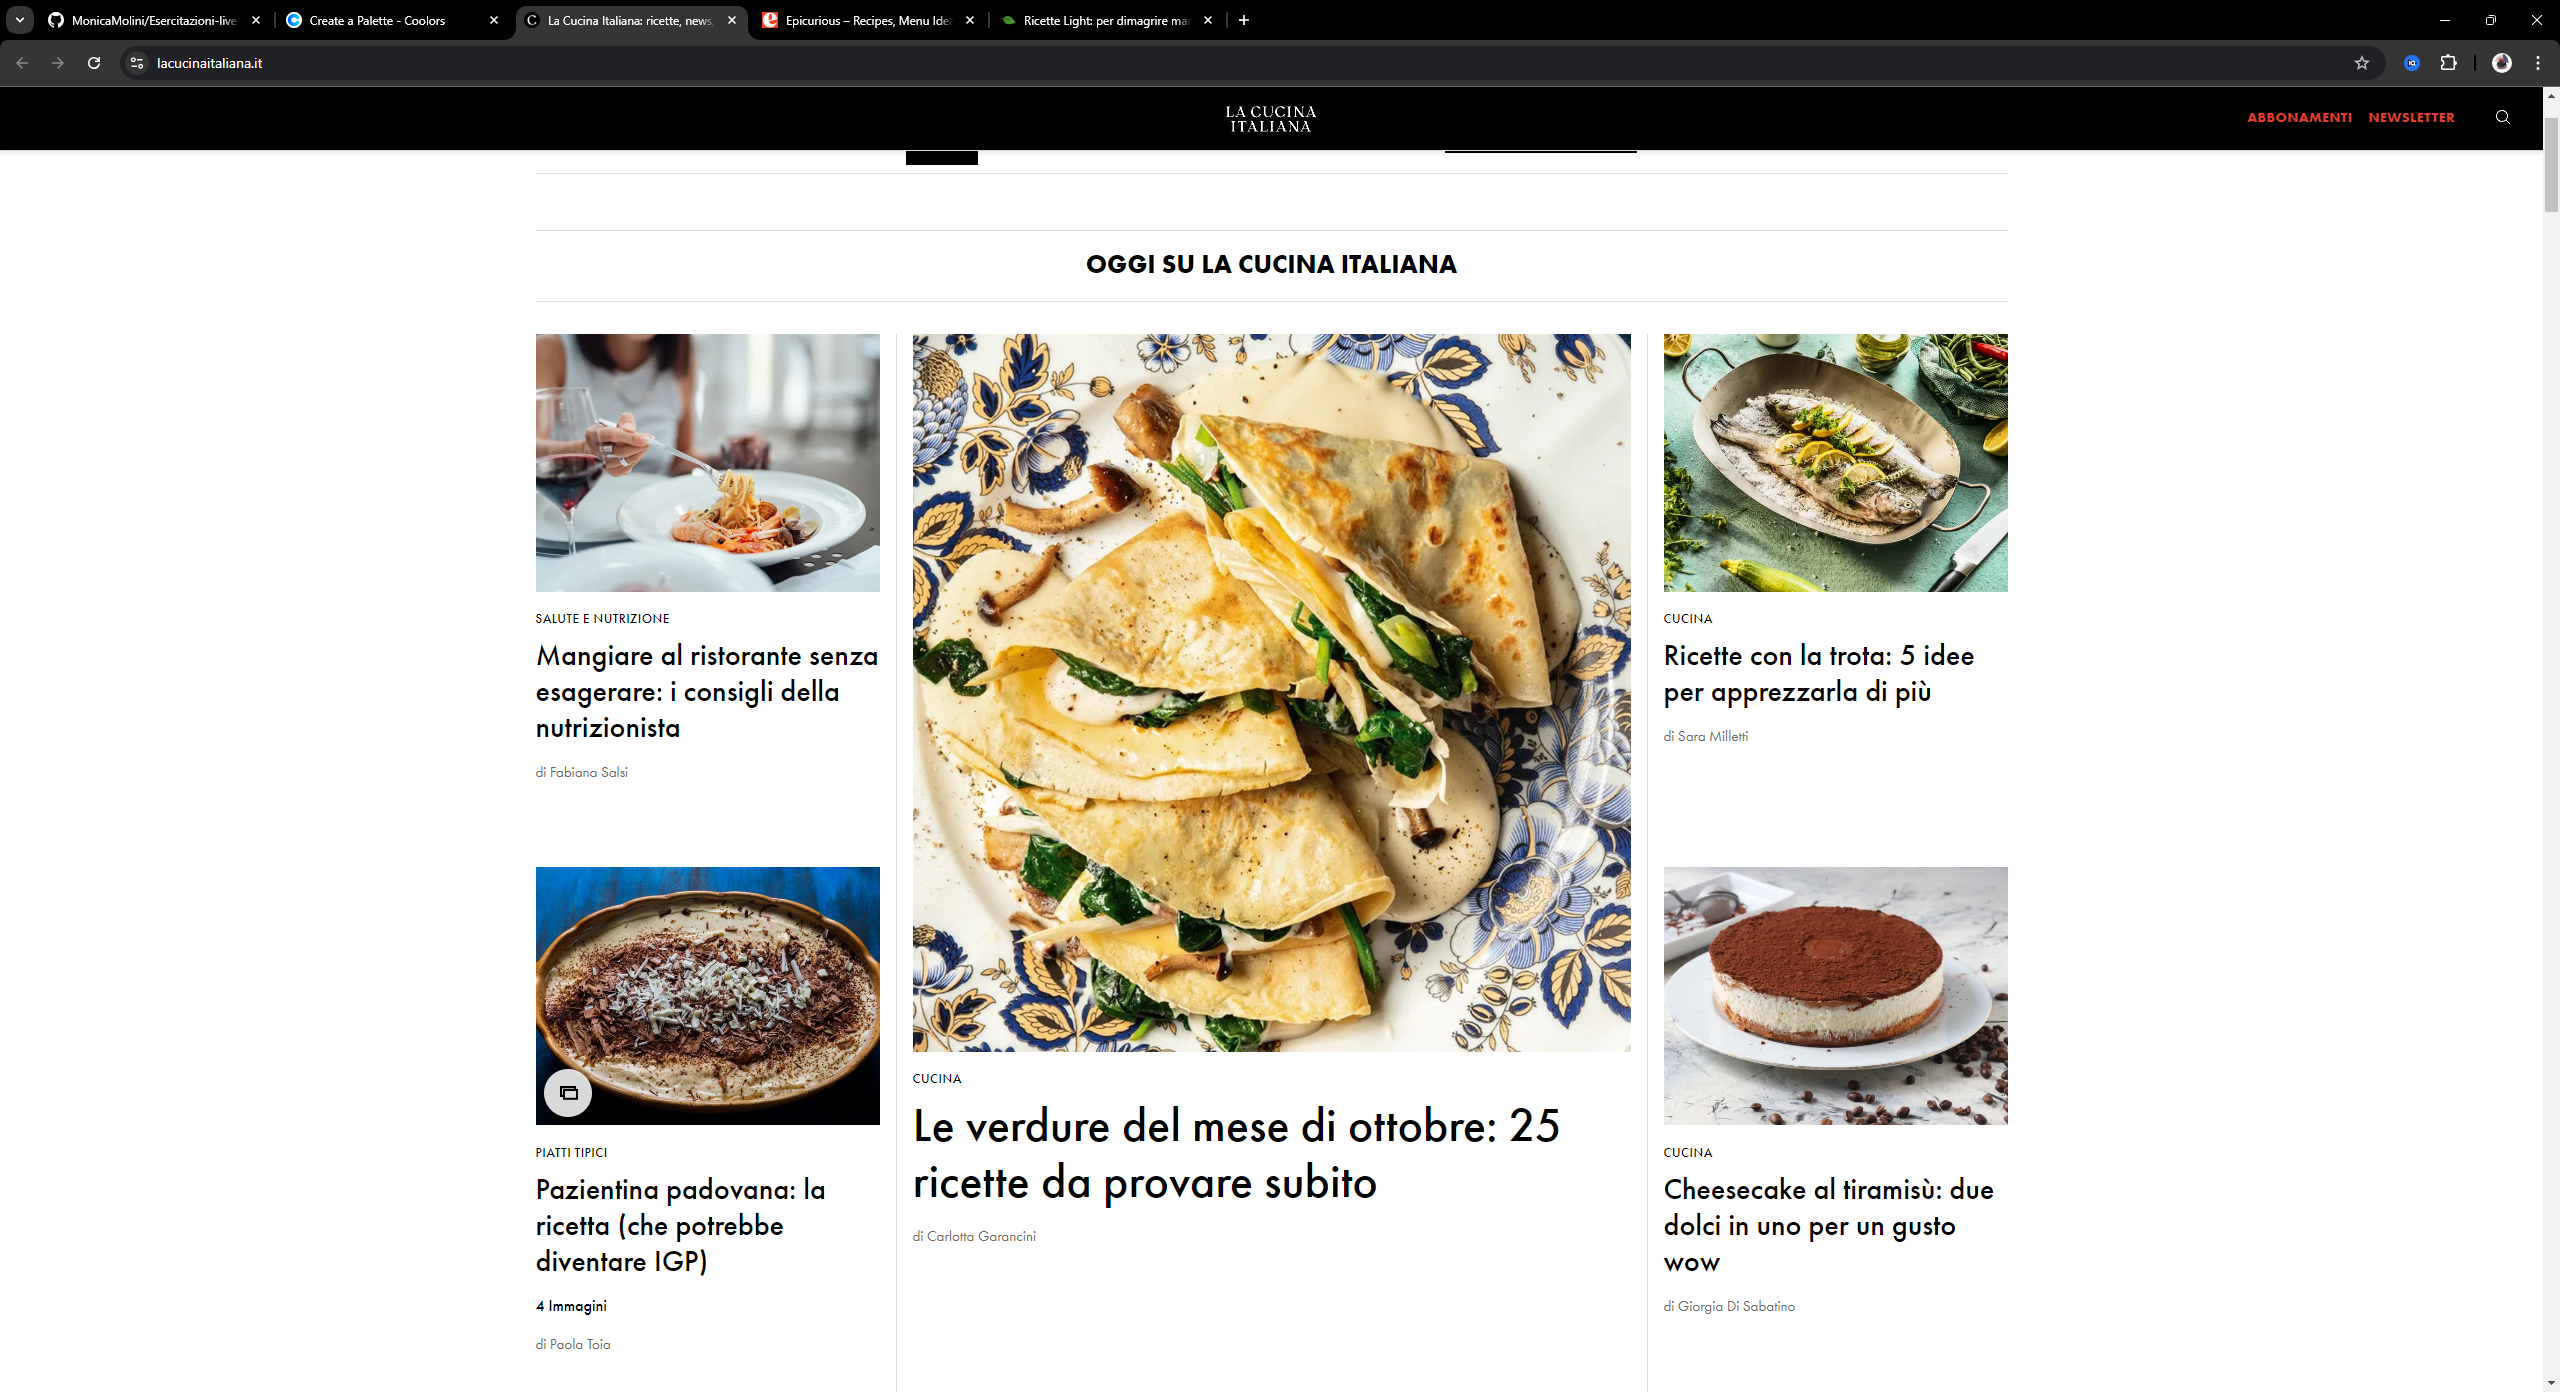 MonicaMolini/Esercitazioni-live
Create a Palette - Coolors
La Cucina Italiana: ricette, news,
Epicurious – Recipes, Menu Idea
Ricette Light: per dimagrire man
lacucinaitaliana.it
LA CUCINA
ITALIANA
ABBONAMENTI
NEWSLETTER
OGGI SU LA CUCINA ITALIANA
SALUTE E NUTRIZIONE
Mangiare al ristorante senza
esagerare: i consigli della
nutrizionista
di Fabiana Salsi
PIATTI TIPICI
Pazientina padovana: la
ricetta (che potrebbe
diventare IGP)
4 Immagini
di Paola Toia
CUCINA
Le verdure del mese di ottobre: 25
ricette da provare subito
di Carlotta Garancini
CUCINA
Ricette con la trota: 5 idee
per apprezzarla di più
di Sara Milletti
CUCINA
Cheesecake al tiramisù: due
dolci in uno per un gusto
wow
di Giorgia Di Sabatino